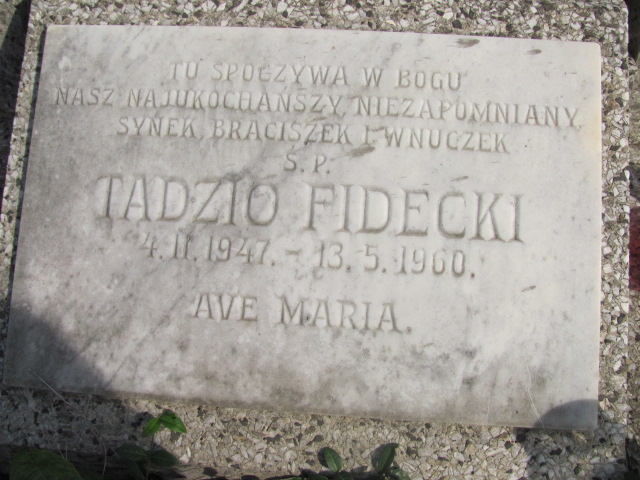 TU SPOCZYWA W BOGU
NASZ NAJUKOCHAŃSZY, NIEZAPOMNIANY,
SYNEK, BRACISZEK I WNUCZEK
Ś. P.
TADZIO FIDECKI
4. II. 1947. - 13. 5. 1960.
AVE MARIA.